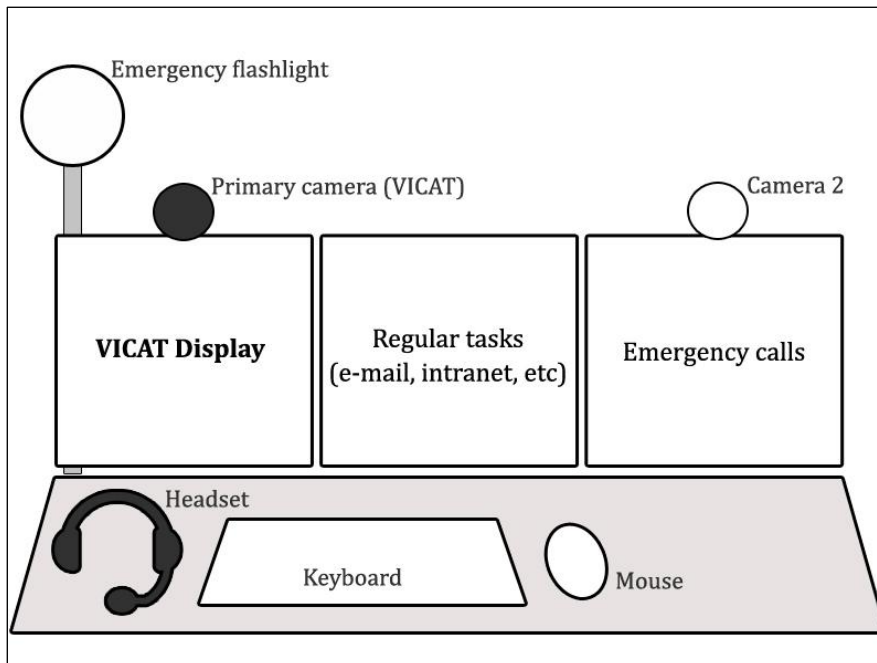 Emergency flashlight
Primary camera (VICAT)
Camera 2
VICAT Display
Regular tasks
(e-mail, intranet, etc)
Emergency calls
Headset
Keyboard
Mouse